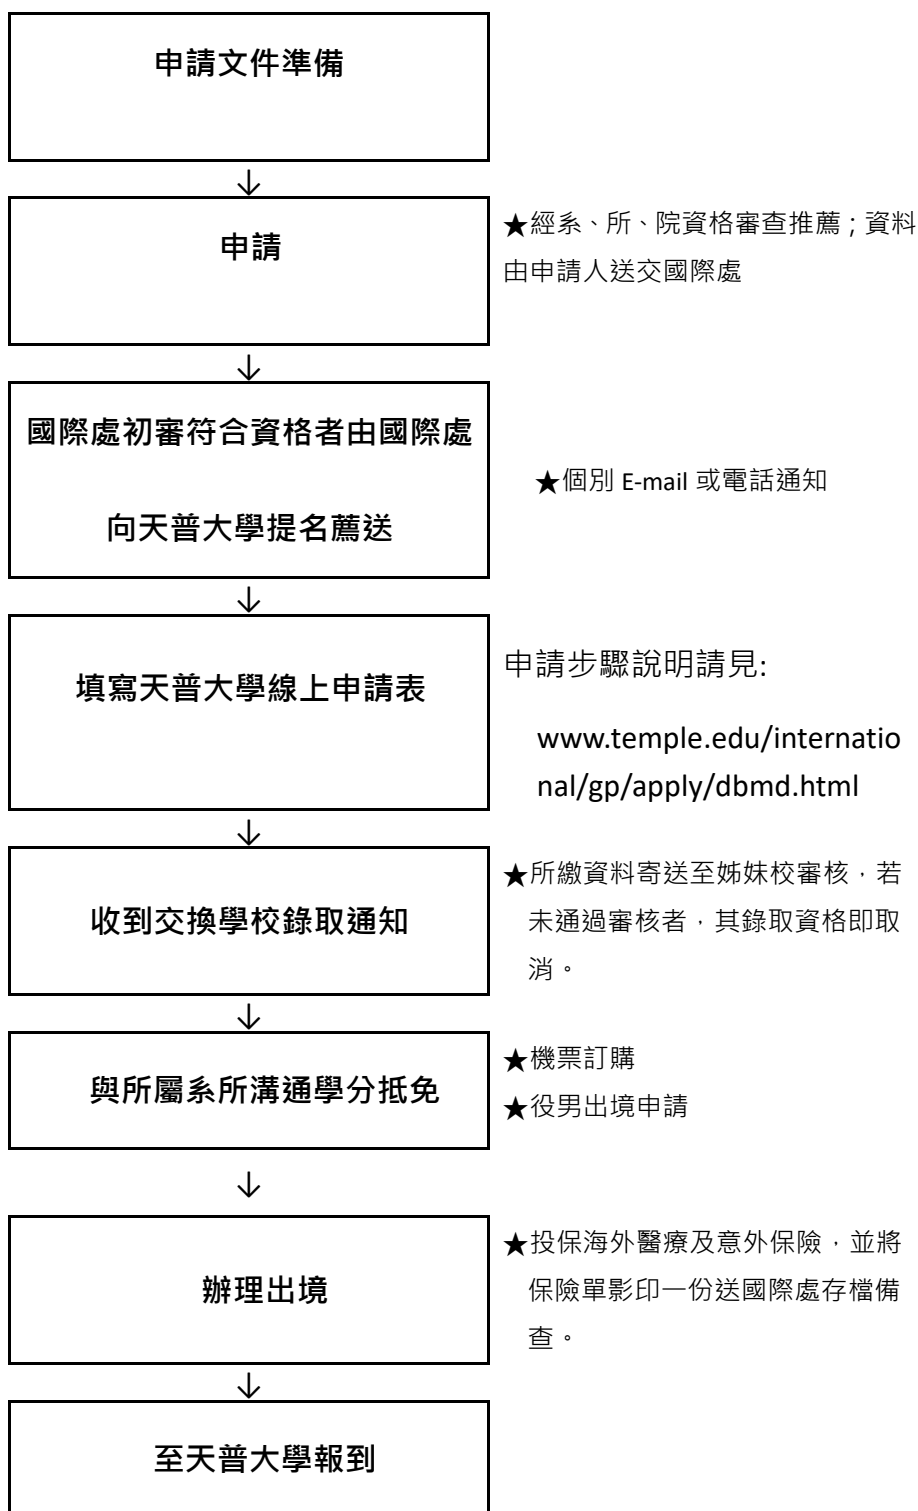 申請文件準備
↓
申請
★經系、所、院資格審查推薦；資料
由申請人送交國際處
↓
國際處初審符合資格者由國際處
向天普大學提名薦送
★個別 E-mail 或電話通知
↓
填寫天普大學線上申請表
申請步驟說明請見:
www.temple.edu/internatio
nal/gp/apply/dbmd.html
↓
收到交換學校錄取通知
★所繳資料寄送至姊妹校審核，若
未通過審核者，其錄取資格即取
消。
↓
與所屬系所溝通學分抵免
★機票訂購
★役男出境申請
↓
辦理出境
★投保海外醫療及意外保險，並將
保險單影印一份送國際處存檔備
查。
↓
至天普大學報到